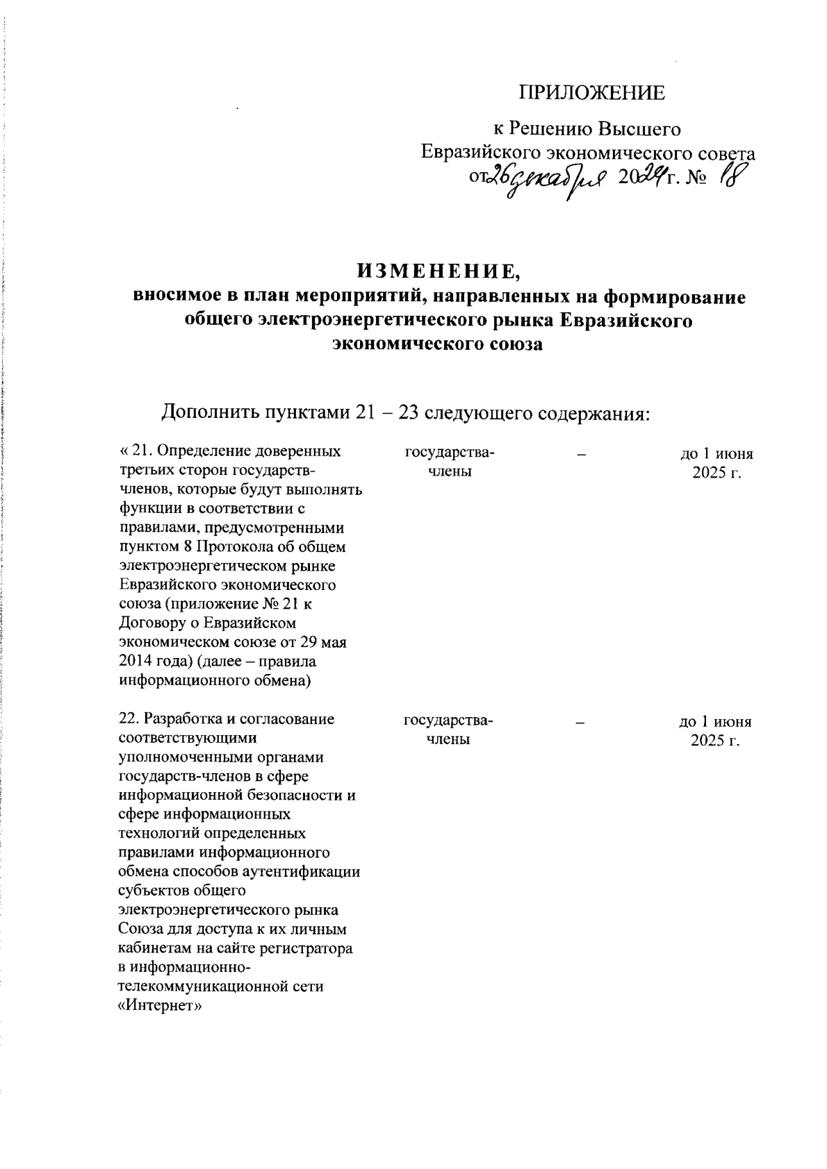 ПРИЛОЖЕНИЕ
к Решению Высшего
Евразийского экономического совета
от 26 декабря 2024 г. № 18
ИЗМЕНЕНИЕ,
вносимое в план мероприятий, направленных на формирование
общего электроэнергетического рынка Евразийского
экономического союза
Дополнить пунктами 21 – 23 следующего содержания:
« 21. Определение доверенных
третьих сторон государств-
членов, которые будут выполнять
функции в соответствии с
правилами, предусмотренными
пунктом 8 Протокола об общем
электроэнергетическом рынке
Евразийского экономического
союза (приложение № 21 к
Договору о Евразийском
экономическом союзе от 29 мая
2014 года) (далее – правила
информационного обмена)
государства-
члены
–
до 1 июня
2025 г.
22. Разработка и согласование
соответствующими
уполномоченными органами
государств-членов в сфере
информационной безопасности и
сфере информационных
технологий определенных
правилами информационного
обмена способов аутентификации
субъектов общего
электроэнергетического рынка
Союза для доступа к их личным
кабинетам на сайте регистратора
в информационно-
телекоммуникационной сети
«Интернет»
государства-
члены
–
до 1 июня
2025 г.